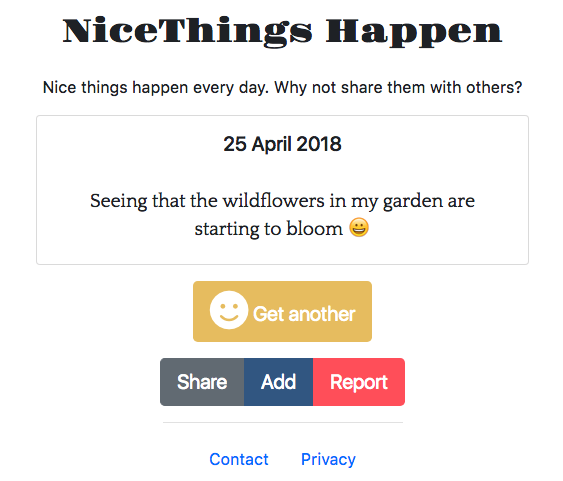 NiceThings Happen
Nice things happen every day. Why not share them with others?
25 April 2018
Seeing that the wildflowers in my garden are
starting to bloom 😀
Get another
Share Add Report
Contact Privacy